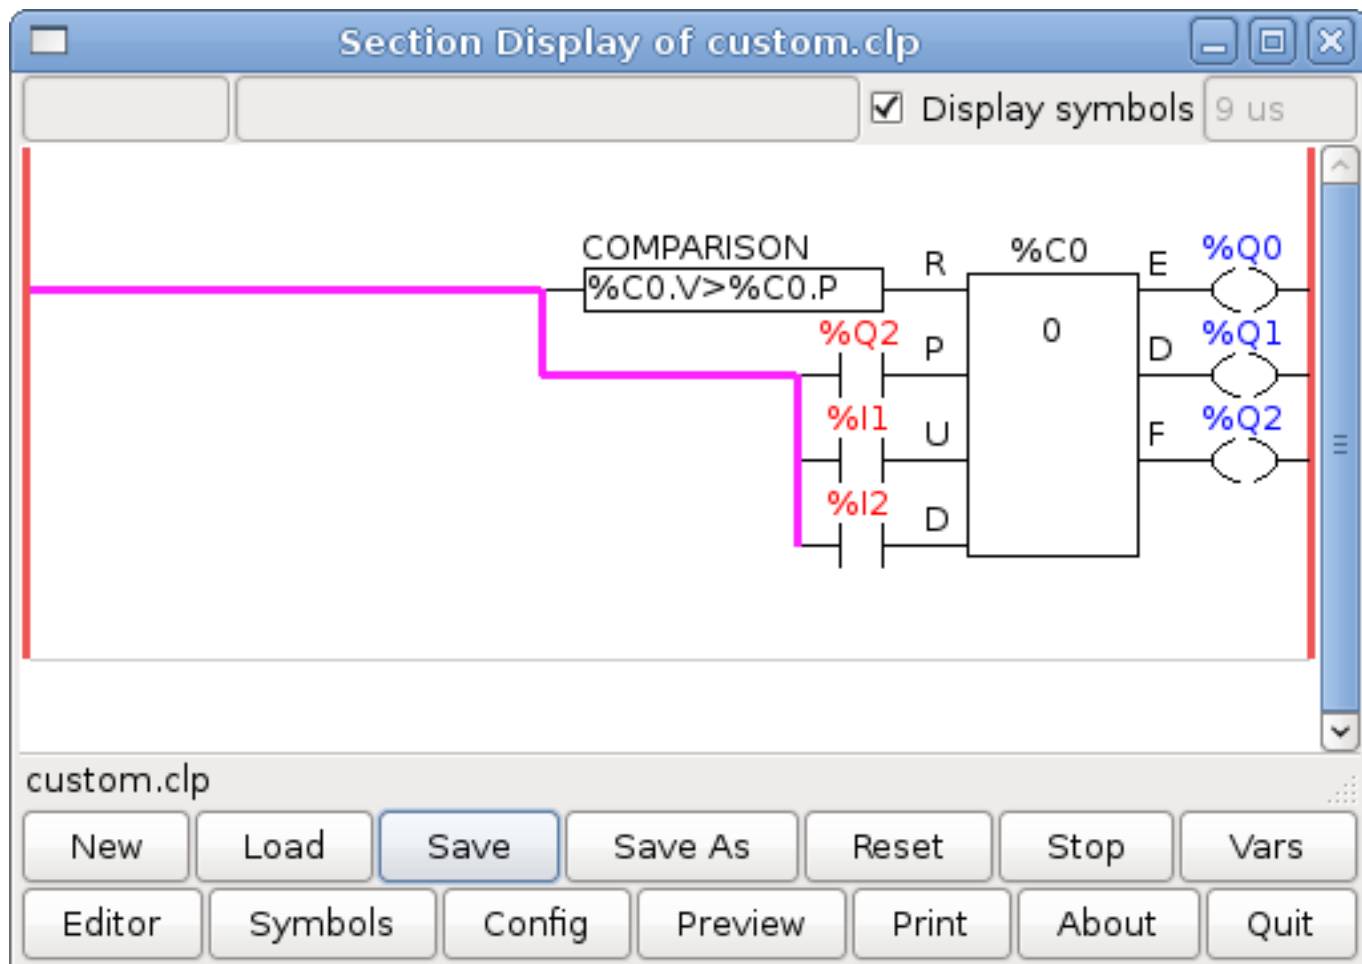 Section Display of custom.clp
Display symbols 9 us
COMPARISON R %C0 E %Q0
%C0.V>%C0.P
%Q2 P 0 D %Q1
%I1 U F %Q2
%I2 D
custom.clp
New Load Save Save As Reset Stop Vars
Editor Symbols Config Preview Print About Quit